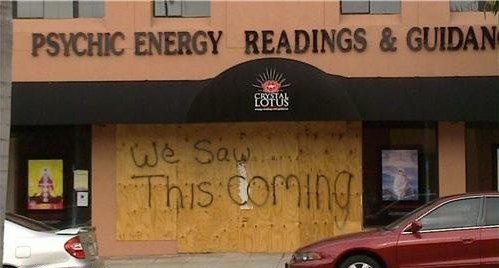 PSYCHIC ENERGY READINGS & GUIDAN
CRYSTAL
LOTUS
We Saw
This coming